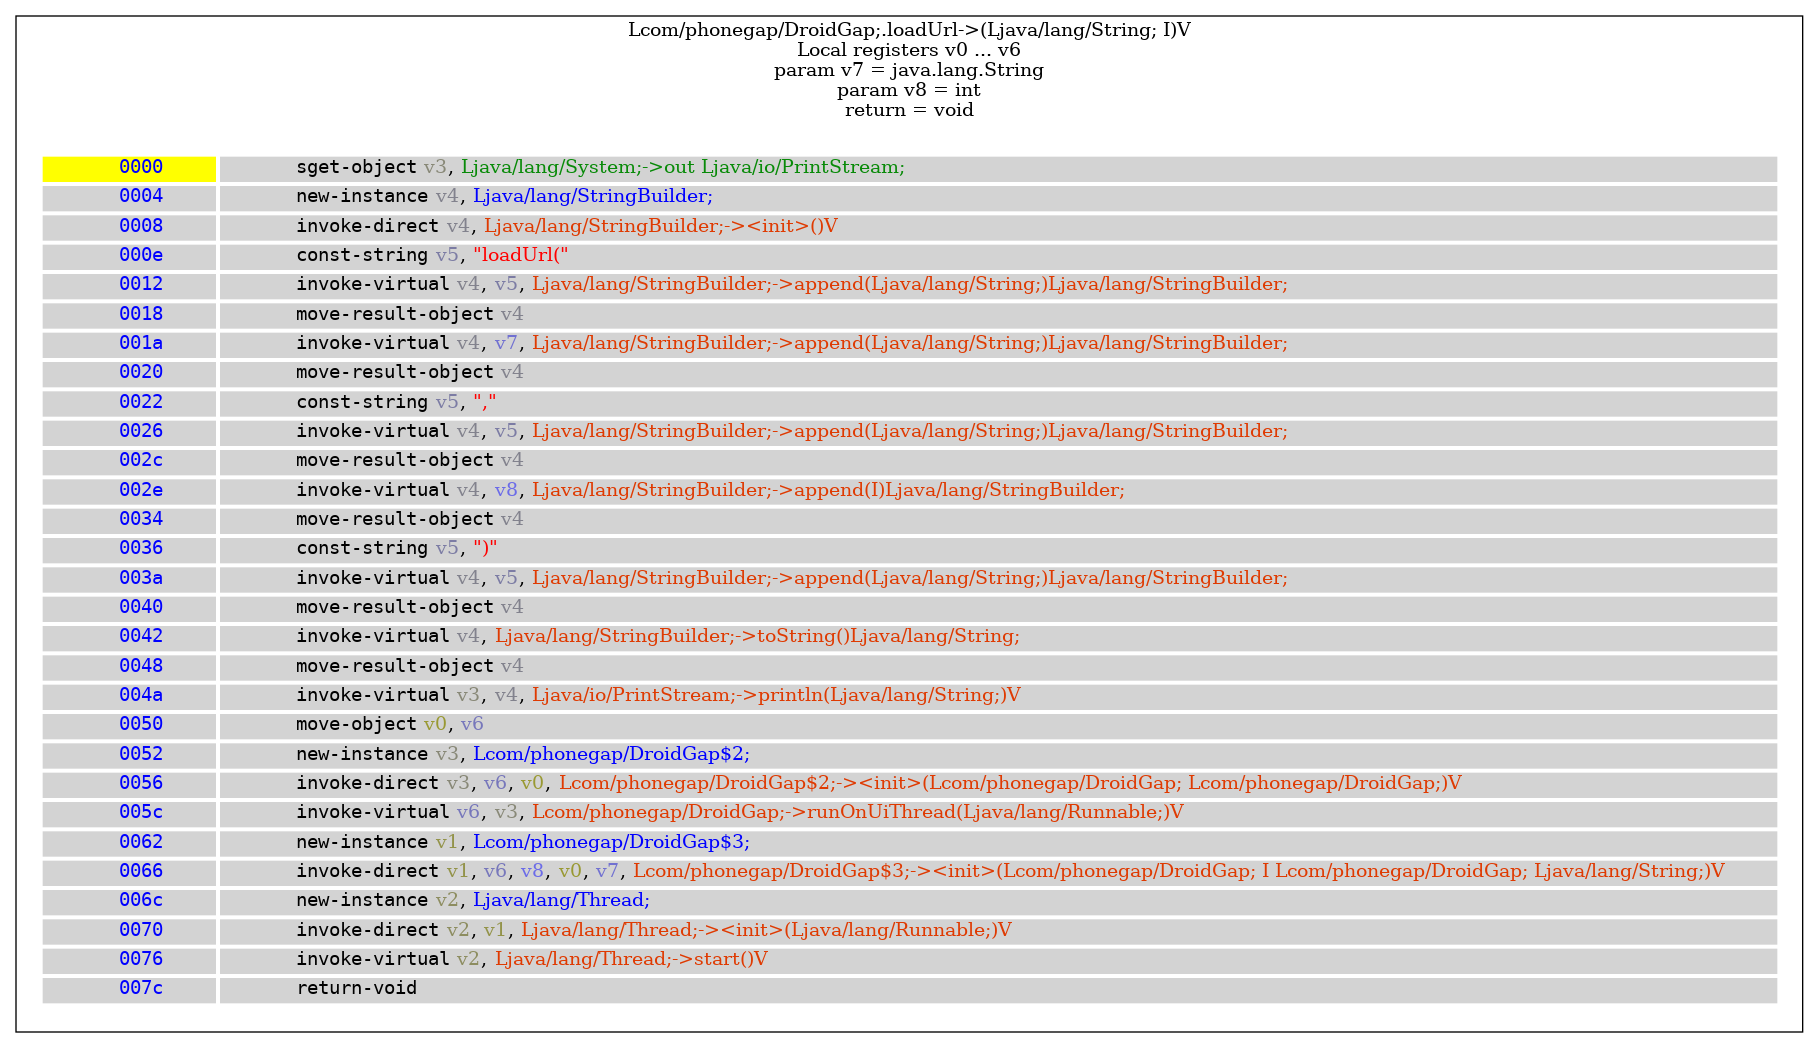 Lcom/phonegap/DroidGap;.loadUrl->(Ljava/lang/String; I)V
Local registers v0 ... v6
param v7 = java.lang.String
param v8 = int
return = void
0000 sget-object v3, Ljava/lang/System;->out Ljava/io/PrintStream;
0004 new-instance v4, Ljava/lang/StringBuilder;
0008 invoke-direct v4, Ljava/lang/StringBuilder;-><init>()V
000e const-string v5, "loadUrl("
0012 invoke-virtual v4, v5, Ljava/lang/StringBuilder;->append(Ljava/lang/String;)Ljava/lang/StringBuilder;
0018 move-result-object v4
001a invoke-virtual v4, v7, Ljava/lang/StringBuilder;->append(Ljava/lang/String;)Ljava/lang/StringBuilder;
0020 move-result-object v4
0022 const-string v5, ","
0026 invoke-virtual v4, v5, Ljava/lang/StringBuilder;->append(Ljava/lang/String;)Ljava/lang/StringBuilder;
002c move-result-object v4
002e invoke-virtual v4, v8, Ljava/lang/StringBuilder;->append(I)Ljava/lang/StringBuilder;
0034 move-result-object v4
0036 const-string v5, ")"
003a invoke-virtual v4, v5, Ljava/lang/StringBuilder;->append(Ljava/lang/String;)Ljava/lang/StringBuilder;
0040 move-result-object v4
0042 invoke-virtual v4, Ljava/lang/StringBuilder;->toString()Ljava/lang/String;
0048 move-result-object v4
004a invoke-virtual v3, v4, Ljava/io/PrintStream;->println(Ljava/lang/String;)V
0050 move-object v0, v6
0052 new-instance v3, Lcom/phonegap/DroidGap$2;
0056 invoke-direct v3, v6, v0, Lcom/phonegap/DroidGap$2;-><init>(Lcom/phonegap/DroidGap; Lcom/phonegap/DroidGap;)V
005c invoke-virtual v6, v3, Lcom/phonegap/DroidGap;->runOnUiThread(Ljava/lang/Runnable;)V
0062 new-instance v1, Lcom/phonegap/DroidGap$3;
0066 invoke-direct v1, v6, v8, v0, v7, Lcom/phonegap/DroidGap$3;-><init>(Lcom/phonegap/DroidGap; I Lcom/phonegap/DroidGap; Ljava/lang/String;)V
006c new-instance v2, Ljava/lang/Thread;
0070 invoke-direct v2, v1, Ljava/lang/Thread;-><init>(Ljava/lang/Runnable;)V
0076 invoke-virtual v2, Ljava/lang/Thread;->start()V
007c return-void